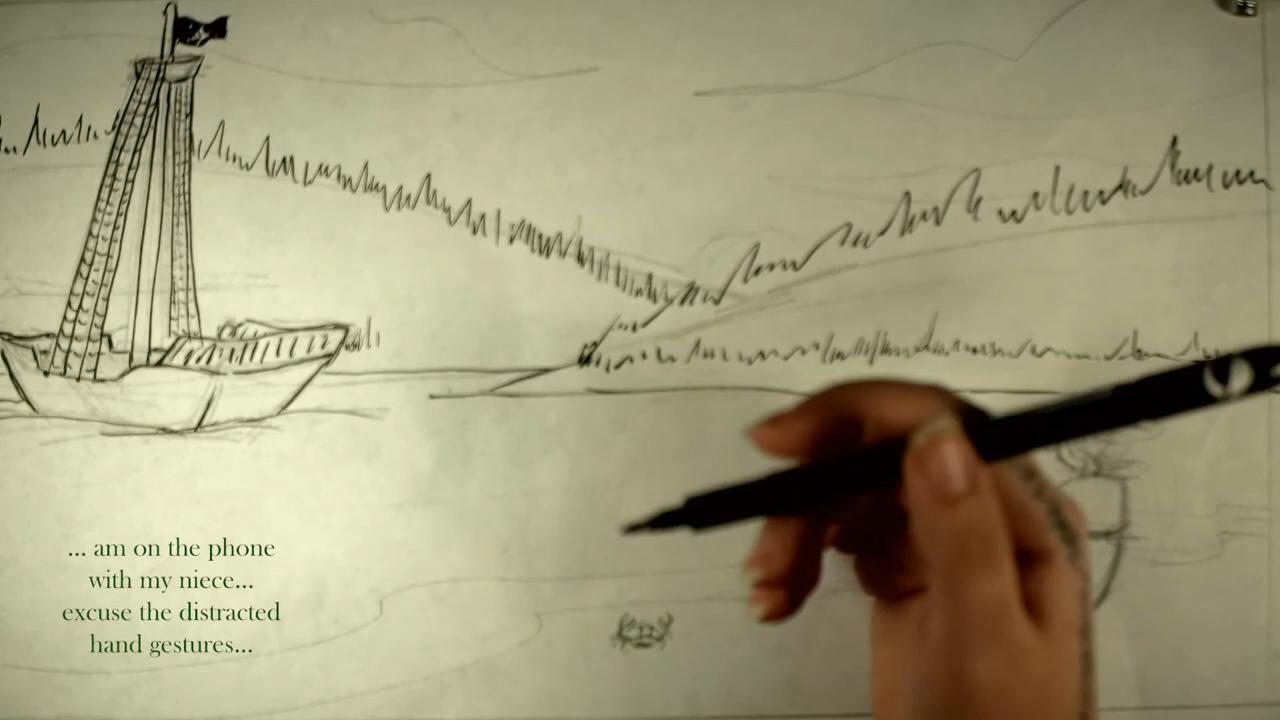 ... am on the phone
with my niece...
excuse the distracted
hand gestures...